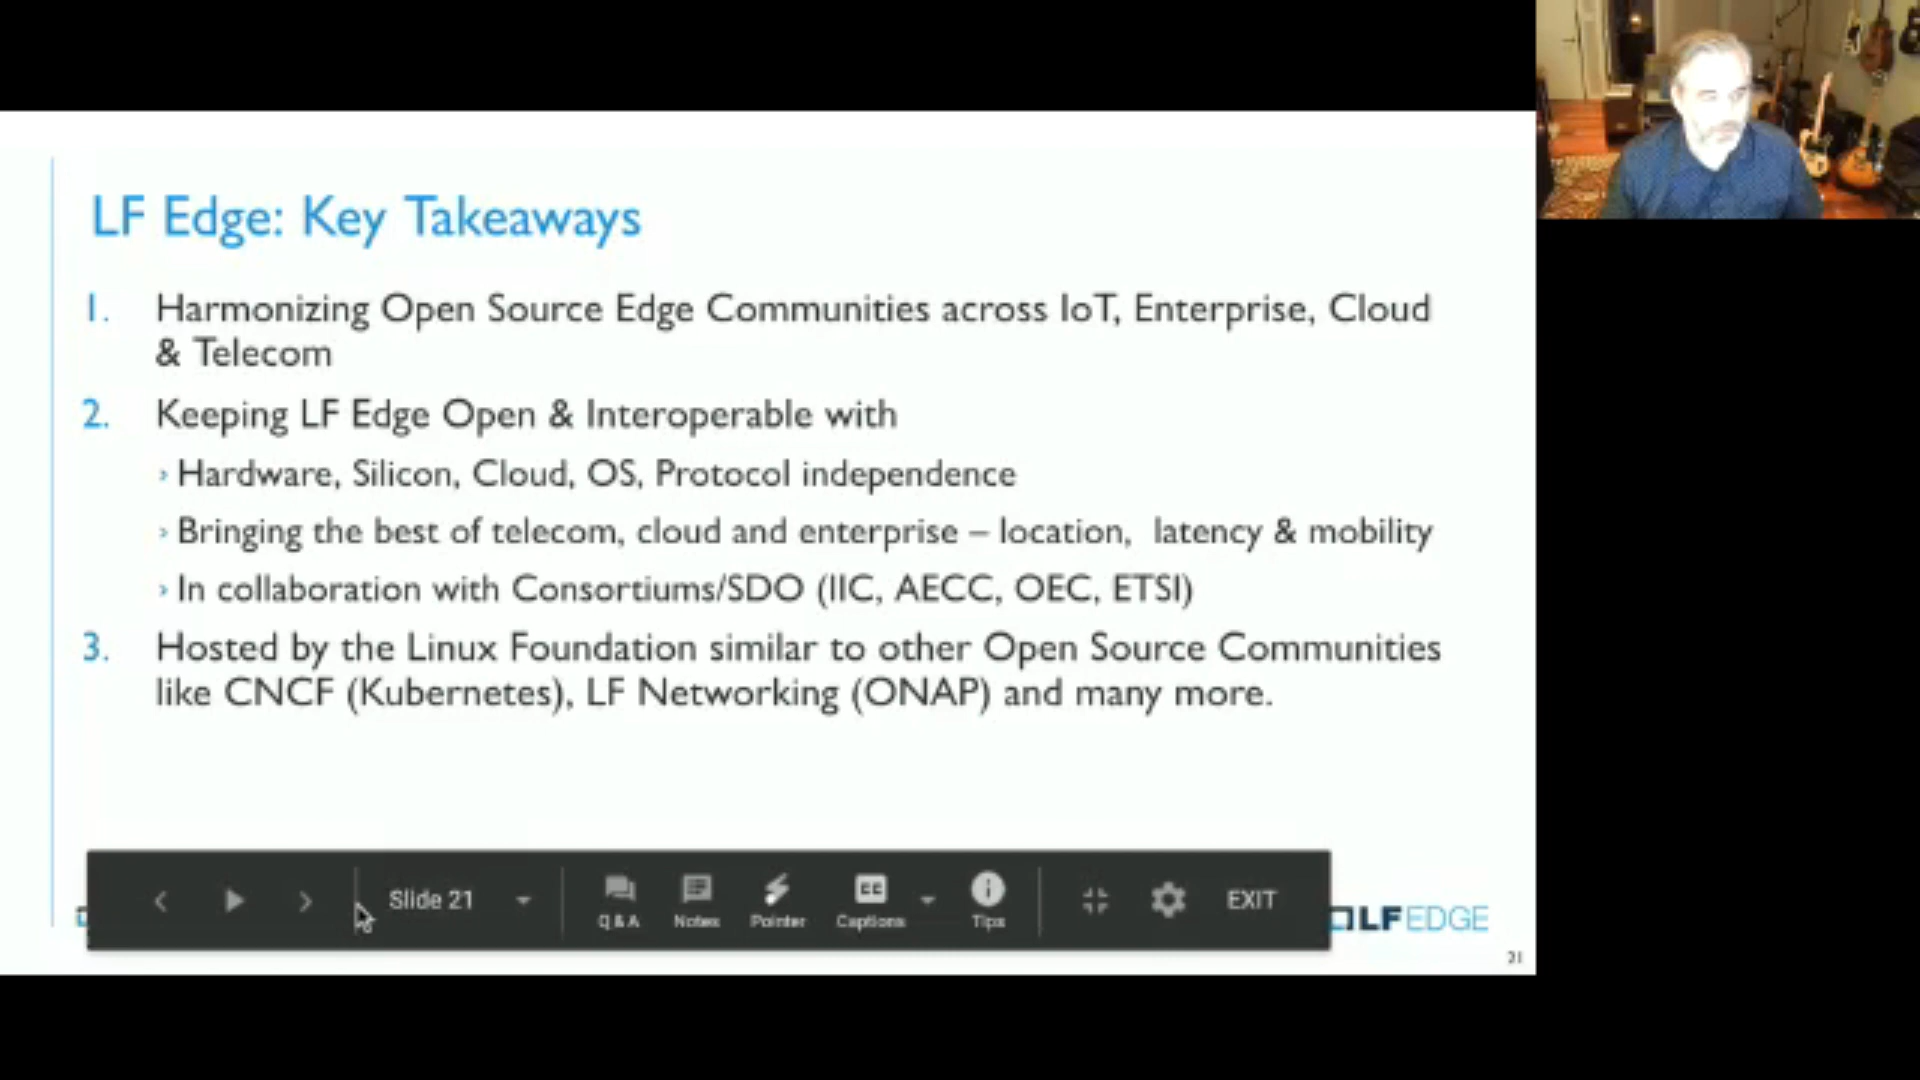 LF Edge: Key Takeaways
1. Harmonizing Open Source Edge Communities across IoT, Enterprise, Cloud
& Telecom
2. Keeping LF Edge Open & Interoperable with
› Hardware, Silicon, Cloud, OS, Protocol independence
› Bringing the best of telecom, cloud and enterprise – location, latency & mobility
› In collaboration with Consortiums/SDO (IIC, AECC, OEC, ETSI)
3. Hosted by the Linux Foundation similar to other Open Source Communities
like CNCF (Kubernetes), LF Networking (ONAP) and many more.
Slide 21
Q&A
Notes
Pointer
CC
Captions
Tips
EXIT
LF EDGE
21